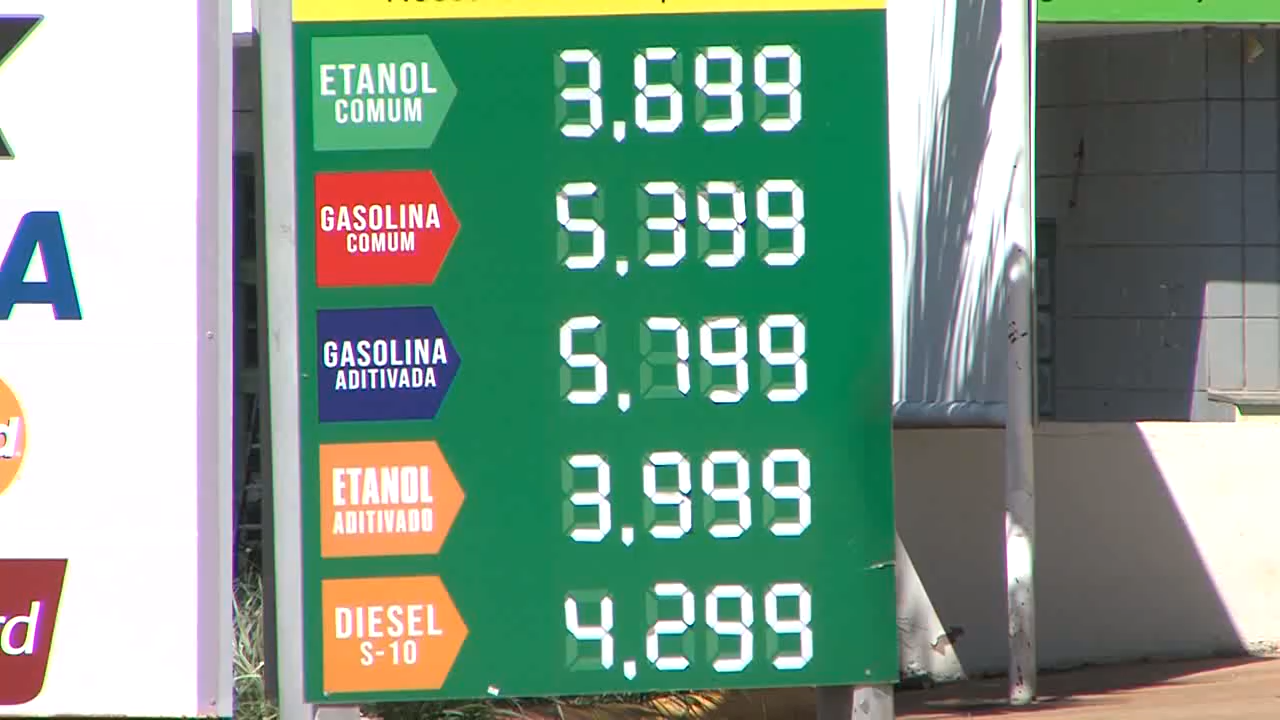 ETANOL
COMUM
3,699
GASOLINA
COMUM
5,399
GASOLINA
ADITIVADA
5,799
ETANOL
ADITIVADO
3,999
DIESEL
S-10
4,299
A
d
rd